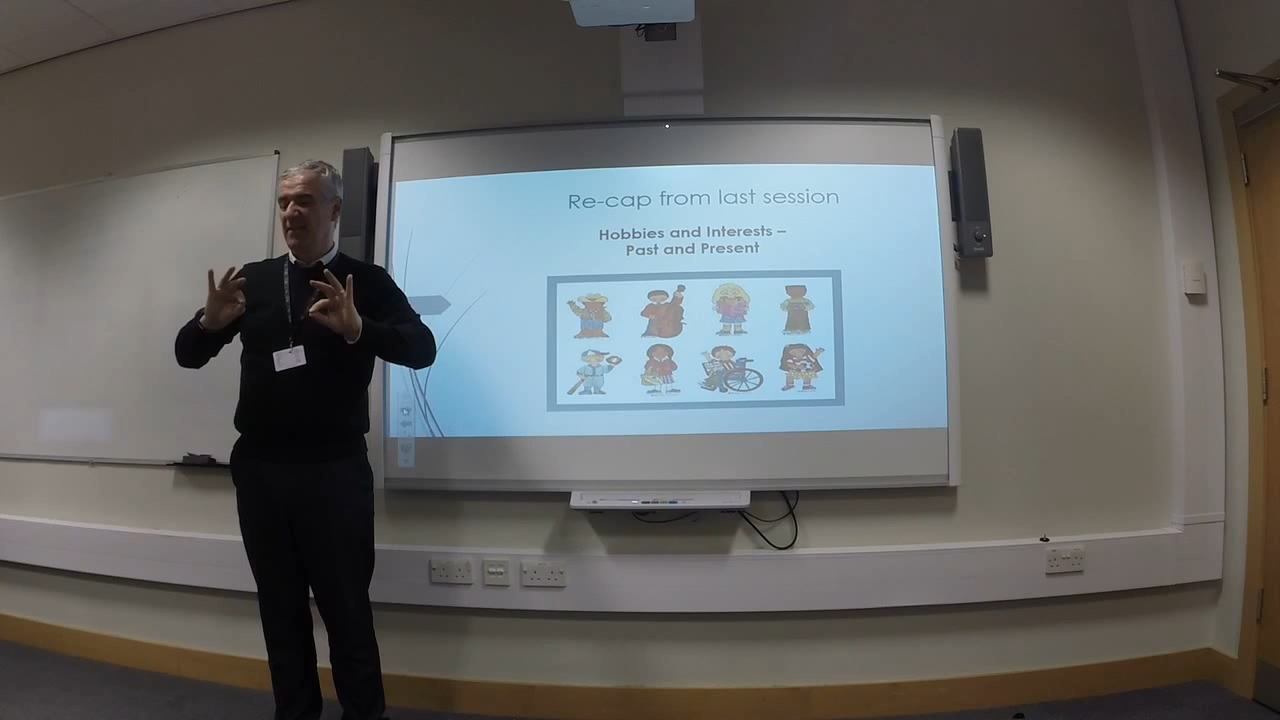 Re-cap from last session
Hobbies and Interests –
Past and Present